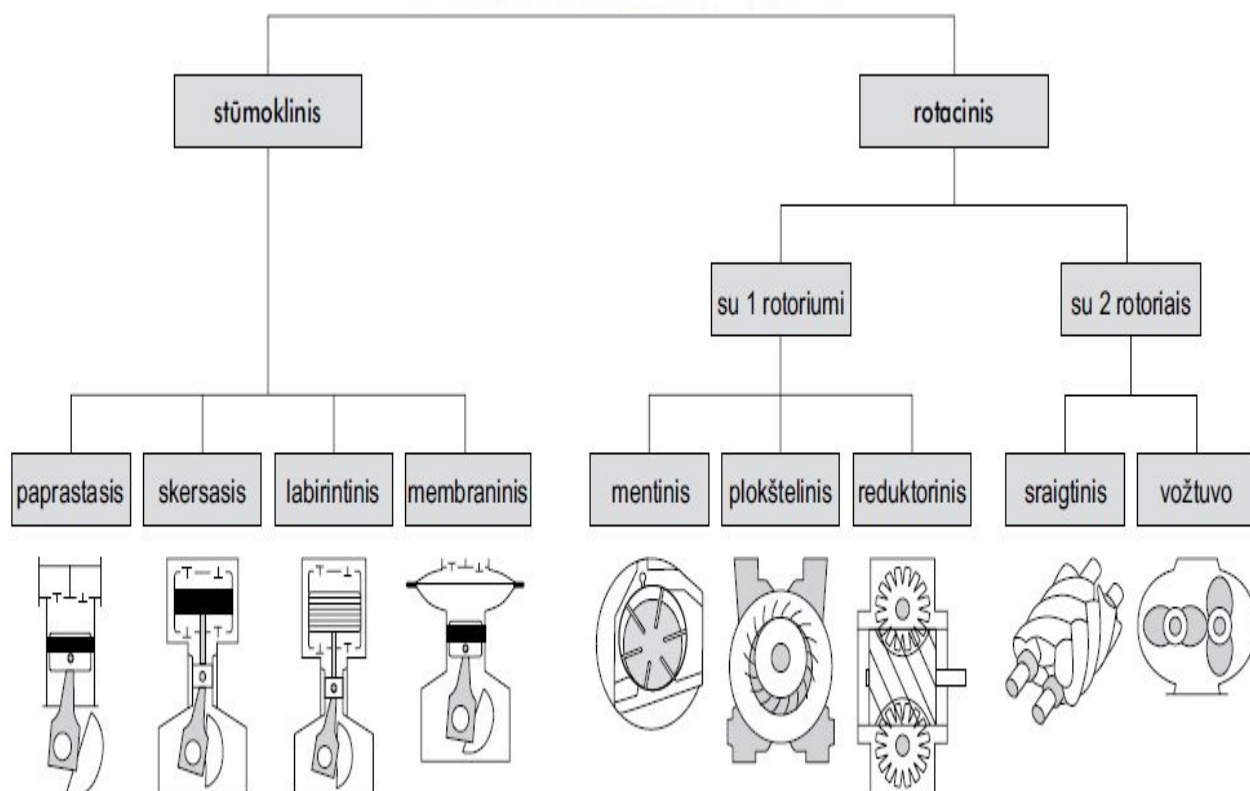 stūmoklinis
rotacinis
su 1 rotoriumi
su 2 rotoriais
paprastasis
skersasis
labirintinis
membraninis
mentinis
plokštelinis
reduktorinis
sraigtinis
vožtuvo